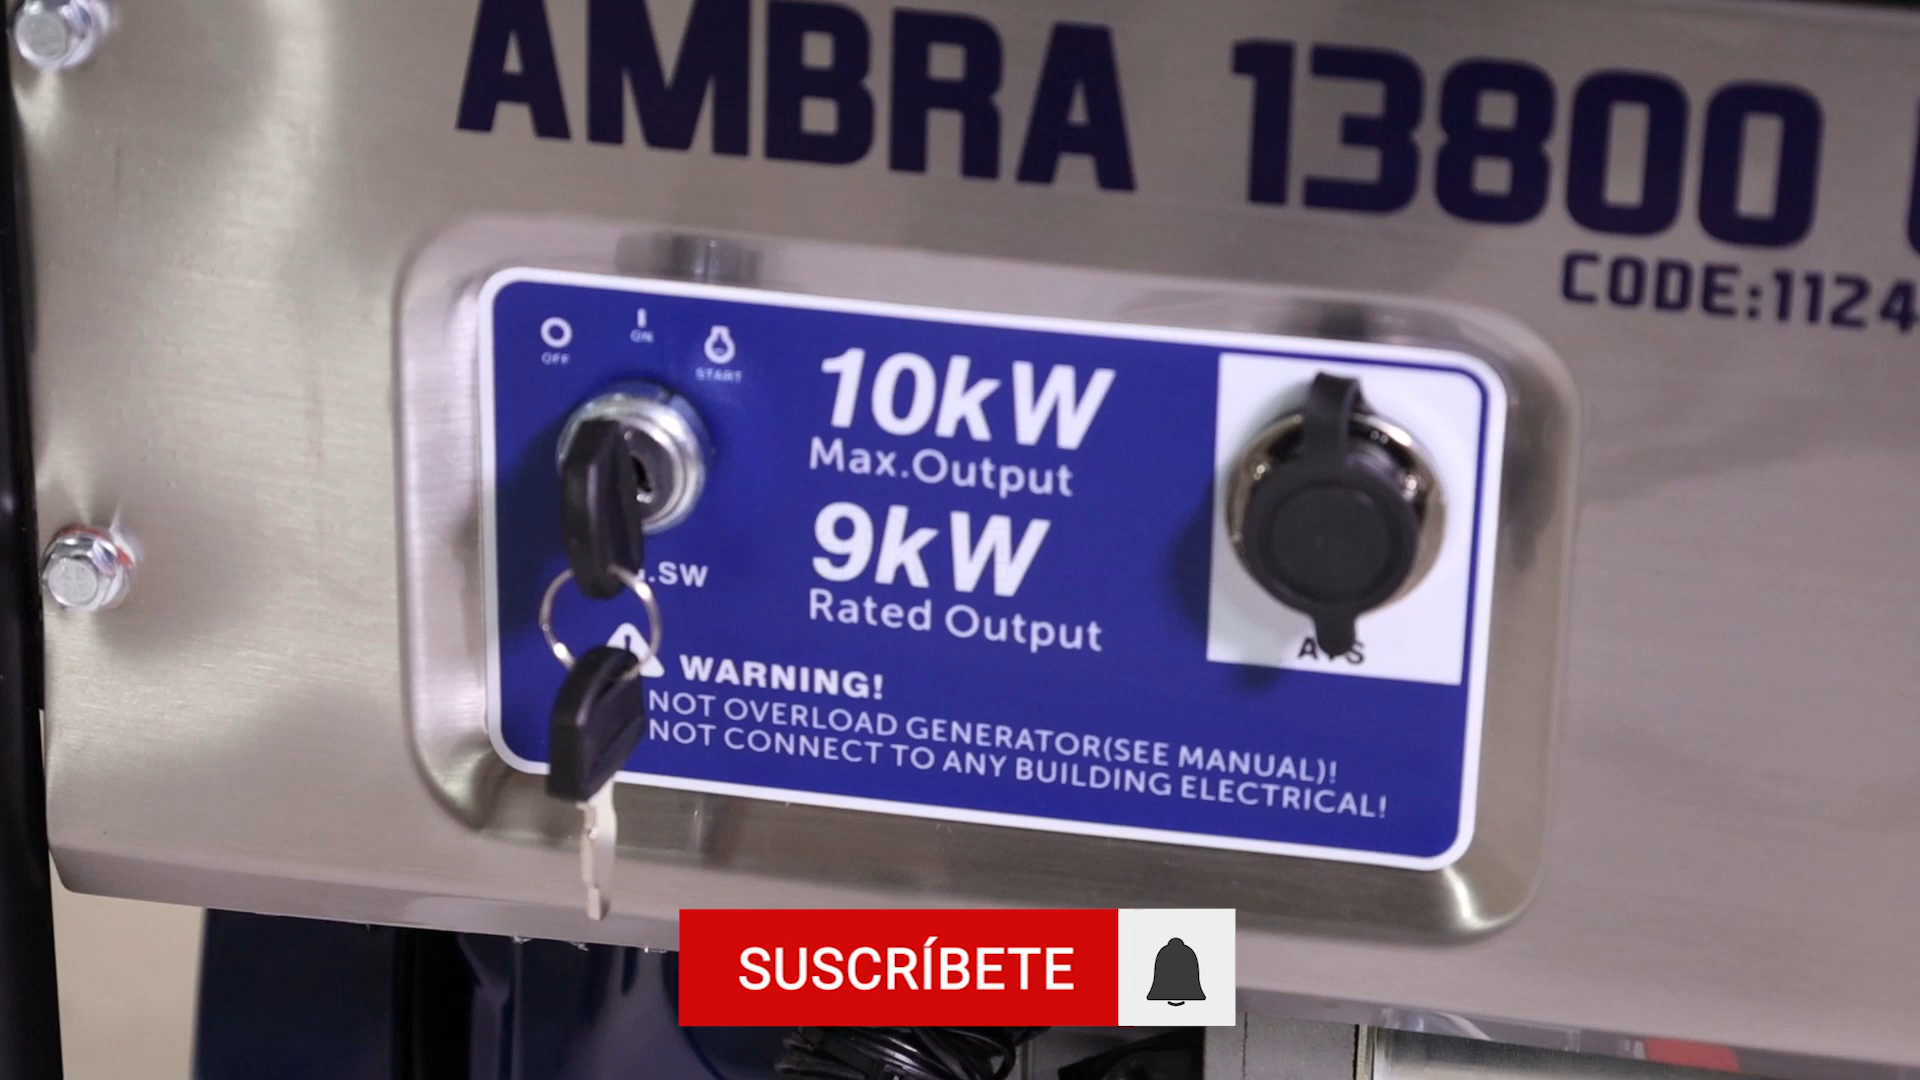 AMBRA 13800
CODE:1124
OFF
ON
START
10kW
Max.Output
9kW
Rated Output
.SW
WARNING!
NOT OVERLOAD GENERATOR(SEE MANUAL)!
NOT CONNECT TO ANY BUILDING ELECTRICAL!
SUSCRÍBETE